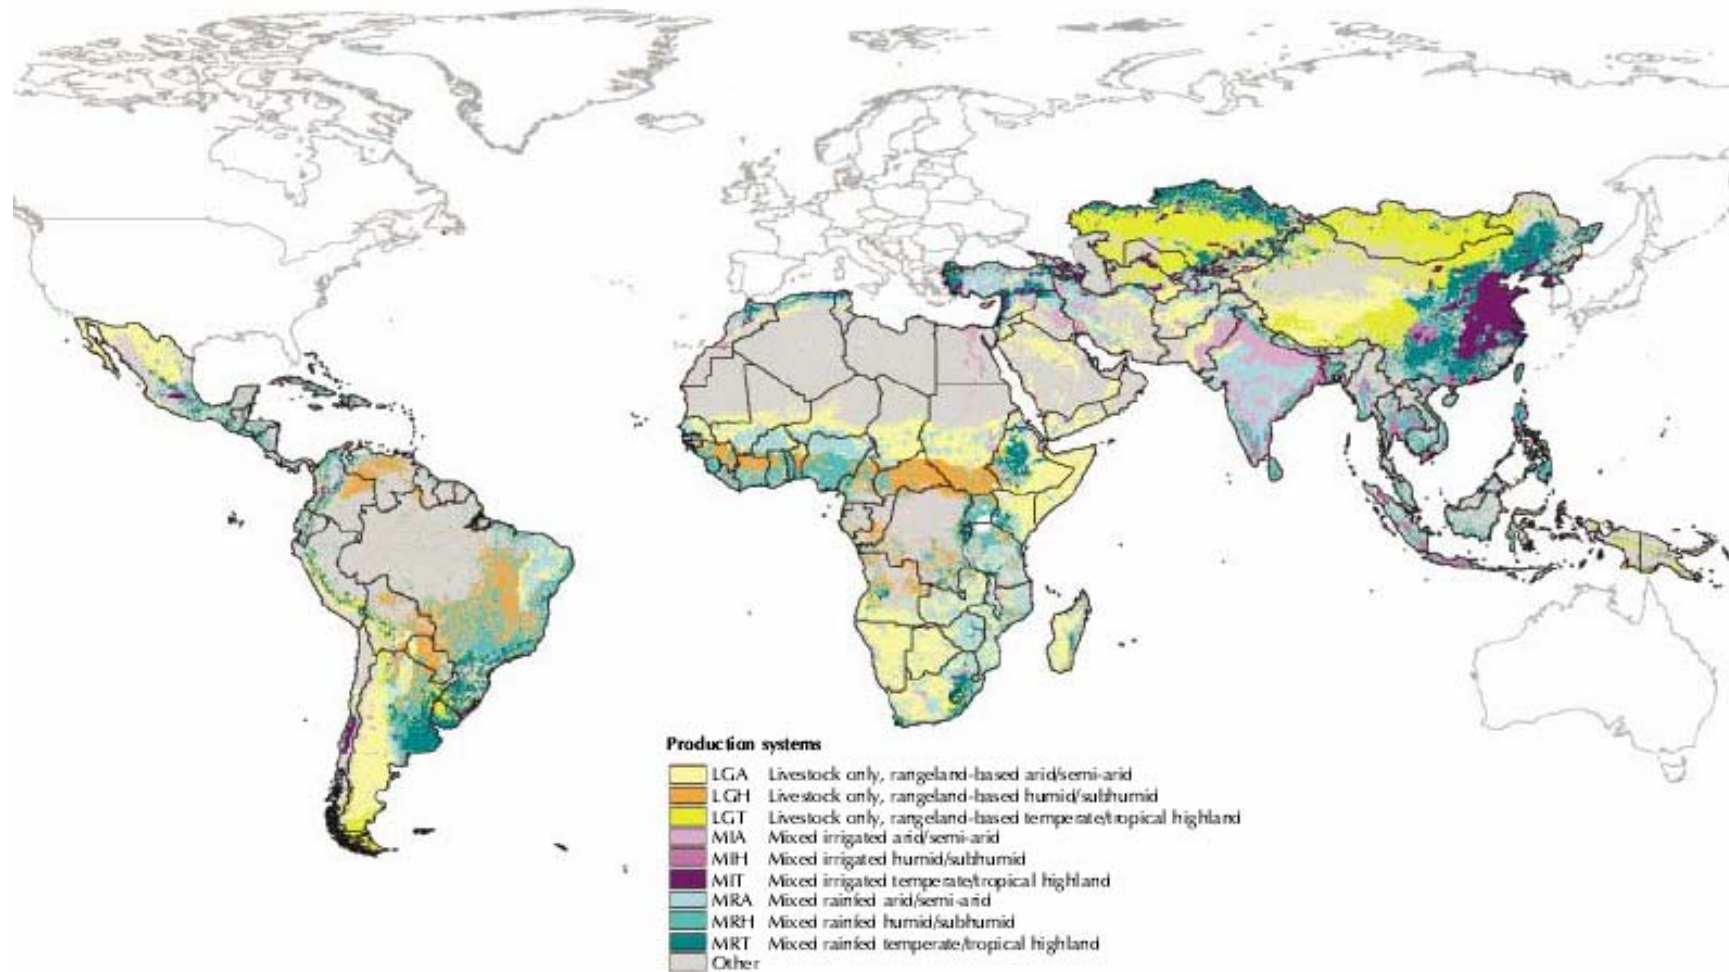 Production systems
LGA Livestock only, rangeland-based arid/semi-arid
LGH Livestock only, rangeland-based humid/subhumid
LGT Livestock only, rangeland-based temperate/tropical highland
MIA Mixed irrigated arid/semi-arid
MIH Mixed irrigated humid/subhumid
MIT Mixed irrigated temperate/tropical highland
MRA Mixed rainfed arid/semi-arid
MRH Mixed rainfed humid/subhumid
MRT Mixed rainfed temperate/tropical highland
Other